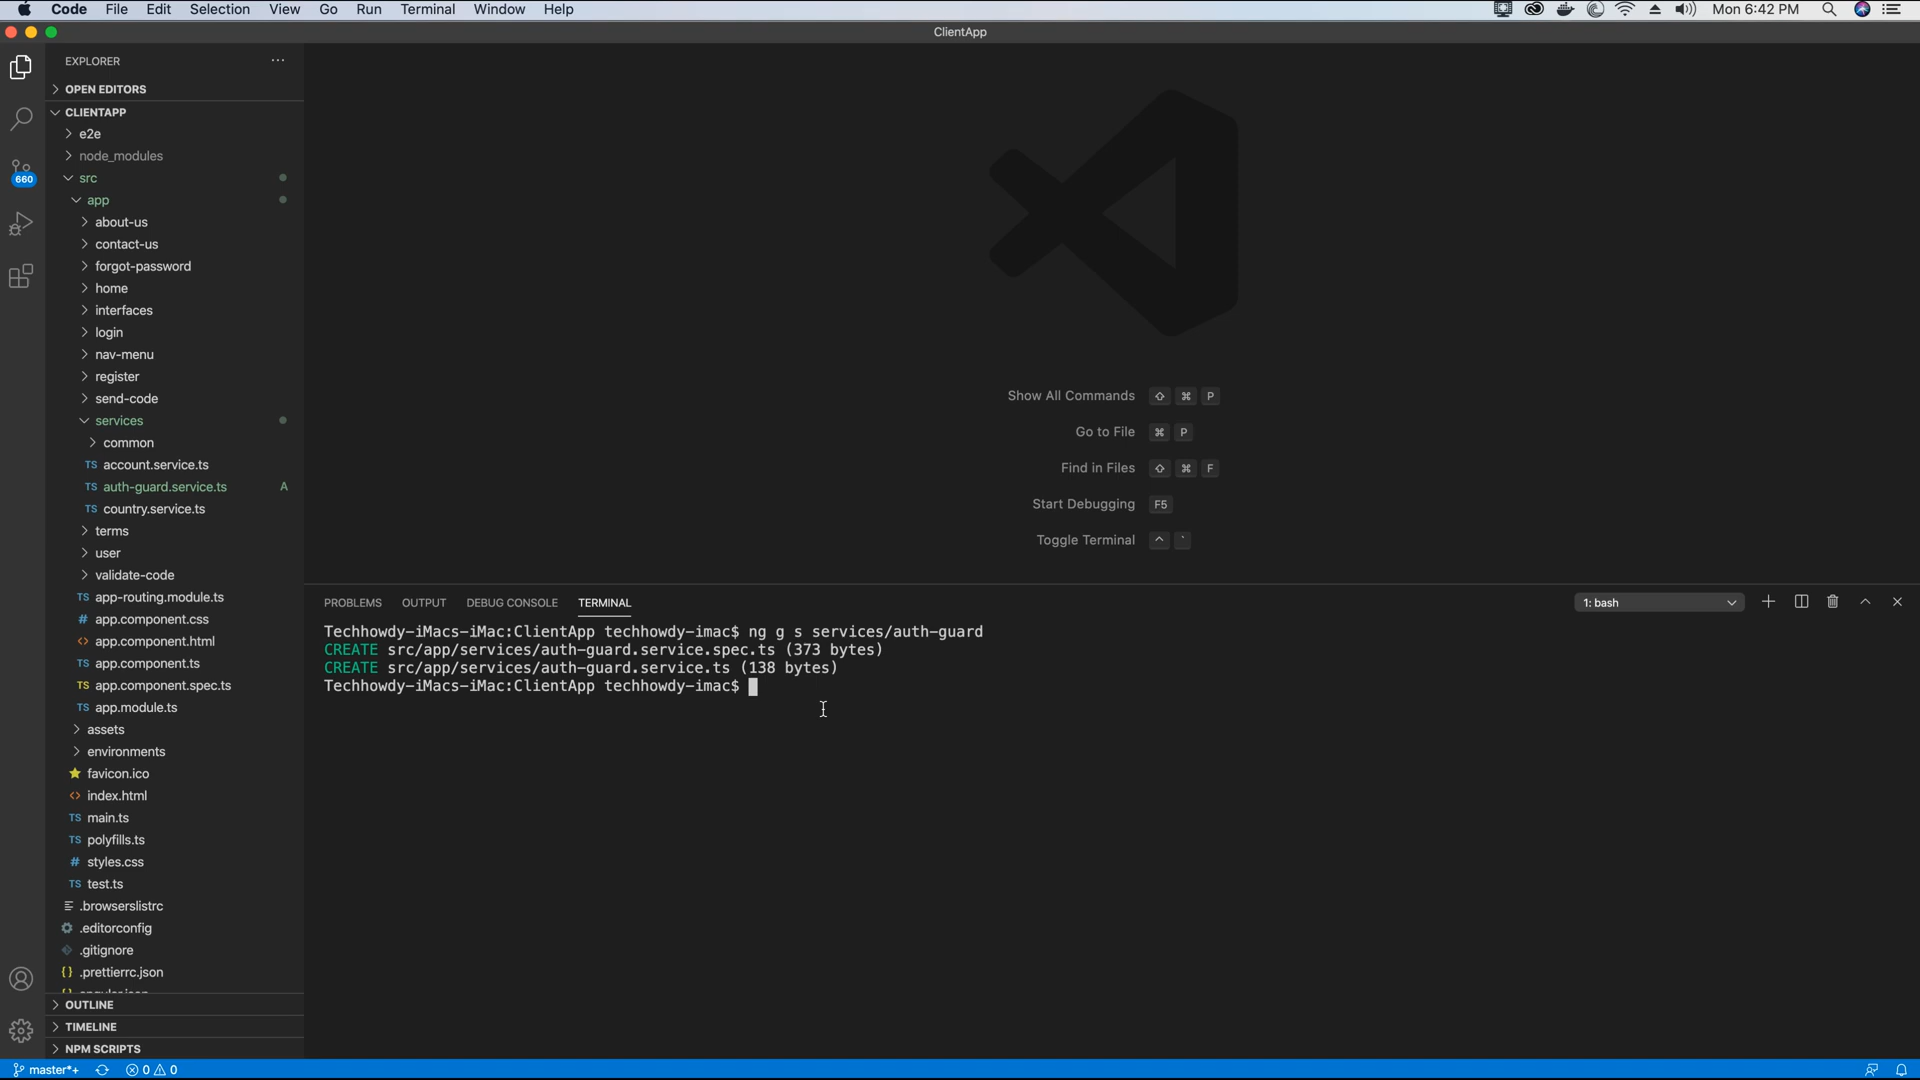 Code File Edit Selection View Go Run Terminal Window Help Mon 6:42 PM
ClientApp
EXPLORER
OPEN EDITORS
CLIENTAPP
e2e
node_modules
660
src
app
about-us
contact-us
forgot-password
home
interfaces
login
nav-menu
register
send-code
services
common
TS account.service.ts
TS auth-guard.service.ts A
TS country.service.ts
terms
user
validate-code
TS app-routing.module.ts
# app.component.css
<> app.component.html
TS app.component.ts
TS app.component.spec.ts
TS app.module.ts
assets
environments
favicon.ico
<> index.html
TS main.ts
TS polyfills.ts
# styles.css
TS test.ts
.browserslistrc
.editorconfig
.gitignore
{} .prettierrc.json
OUTLINE
TIMELINE
NPM SCRIPTS
Show All Commands ⇧ ⌘ P
Go to File ⌘ P
Find in Files ⇧ ⌘ F
Start Debugging F5
Toggle Terminal ^ `
PROBLEMS OUTPUT DEBUG CONSOLE TERMINAL 1: bash
Techhowdy-iMacs-iMac:ClientApp techhowdy-imac$ ng g s services/auth-guard
CREATE src/app/services/auth-guard.service.spec.ts (373 bytes)
CREATE src/app/services/auth-guard.service.ts (138 bytes)
Techhowdy-iMacs-iMac:ClientApp techhowdy-imac$
master*+ 0 0